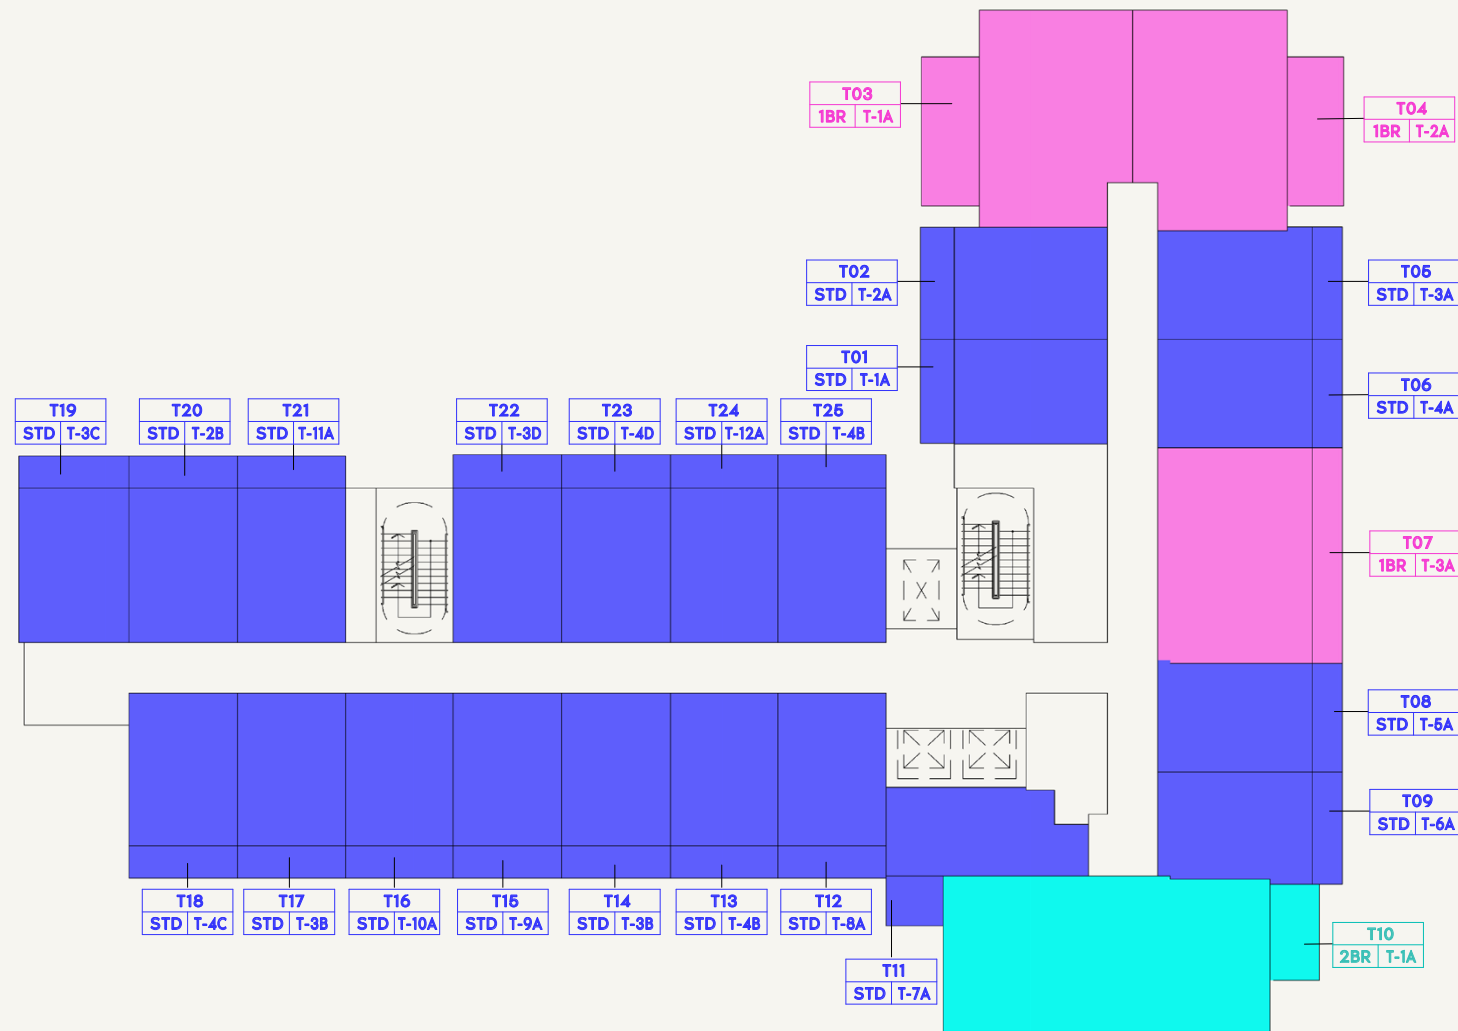 T03
1BR T-1A
T04
1BR T-2A
T02
STD T-2A
T05
STD T-3A
T01
STD T-1A
T06
STD T-4A
T19
STD T-3C
T20
STD T-2B
T21
STD T-11A
T22
STD T-3D
T23
STD T-4D
T24
STD T-12A
T25
STD T-4B
T07
1BR T-3A
T08
STD T-5A
T09
STD T-6A
T18
STD T-4C
T17
STD T-3B
T16
STD T-10A
T15
STD T-9A
T14
STD T-3B
T13
STD T-4B
T12
STD T-8A
T10
2BR T-1A
T11
STD T-7A